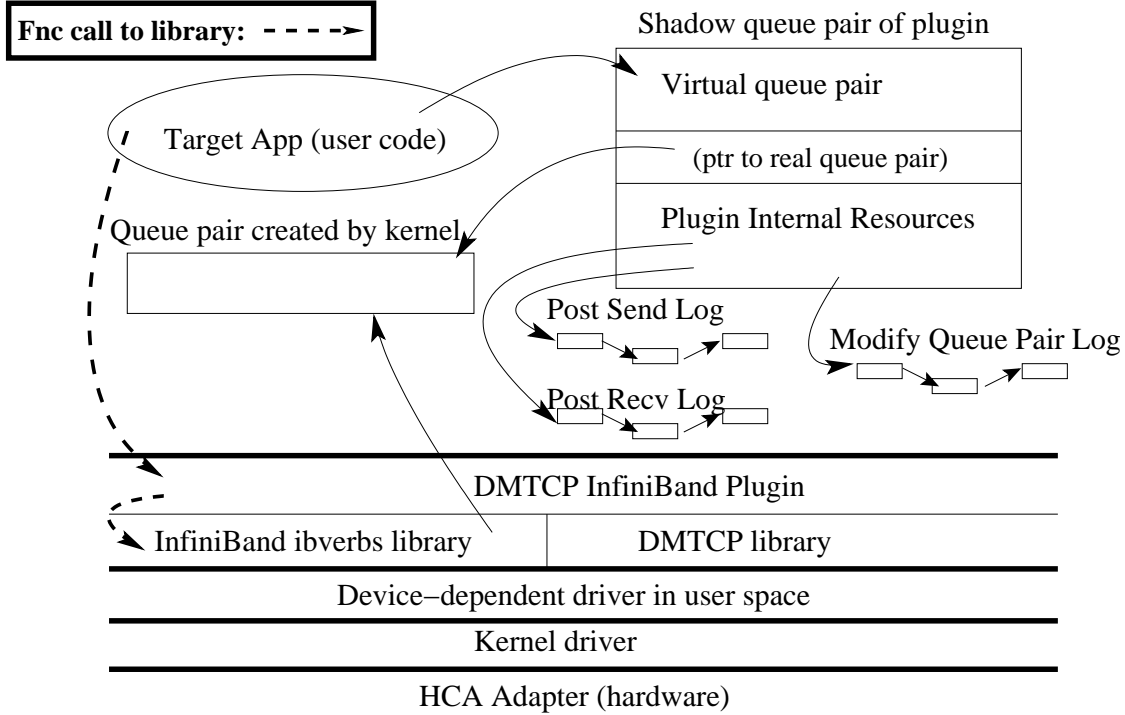 Fnc call to library:
Shadow queue pair of plugin
Virtual queue pair
Target App (user code)
(ptr to real queue pair)
Plugin Internal Resources
Queue pair created by kernel
Post Send Log
Modify Queue Pair Log
Post Recv Log
DMTCP InfiniBand Plugin
InfiniBand ibverbs library
DMTCP library
Device−dependent driver in user space
Kernel driver
HCA Adapter (hardware)